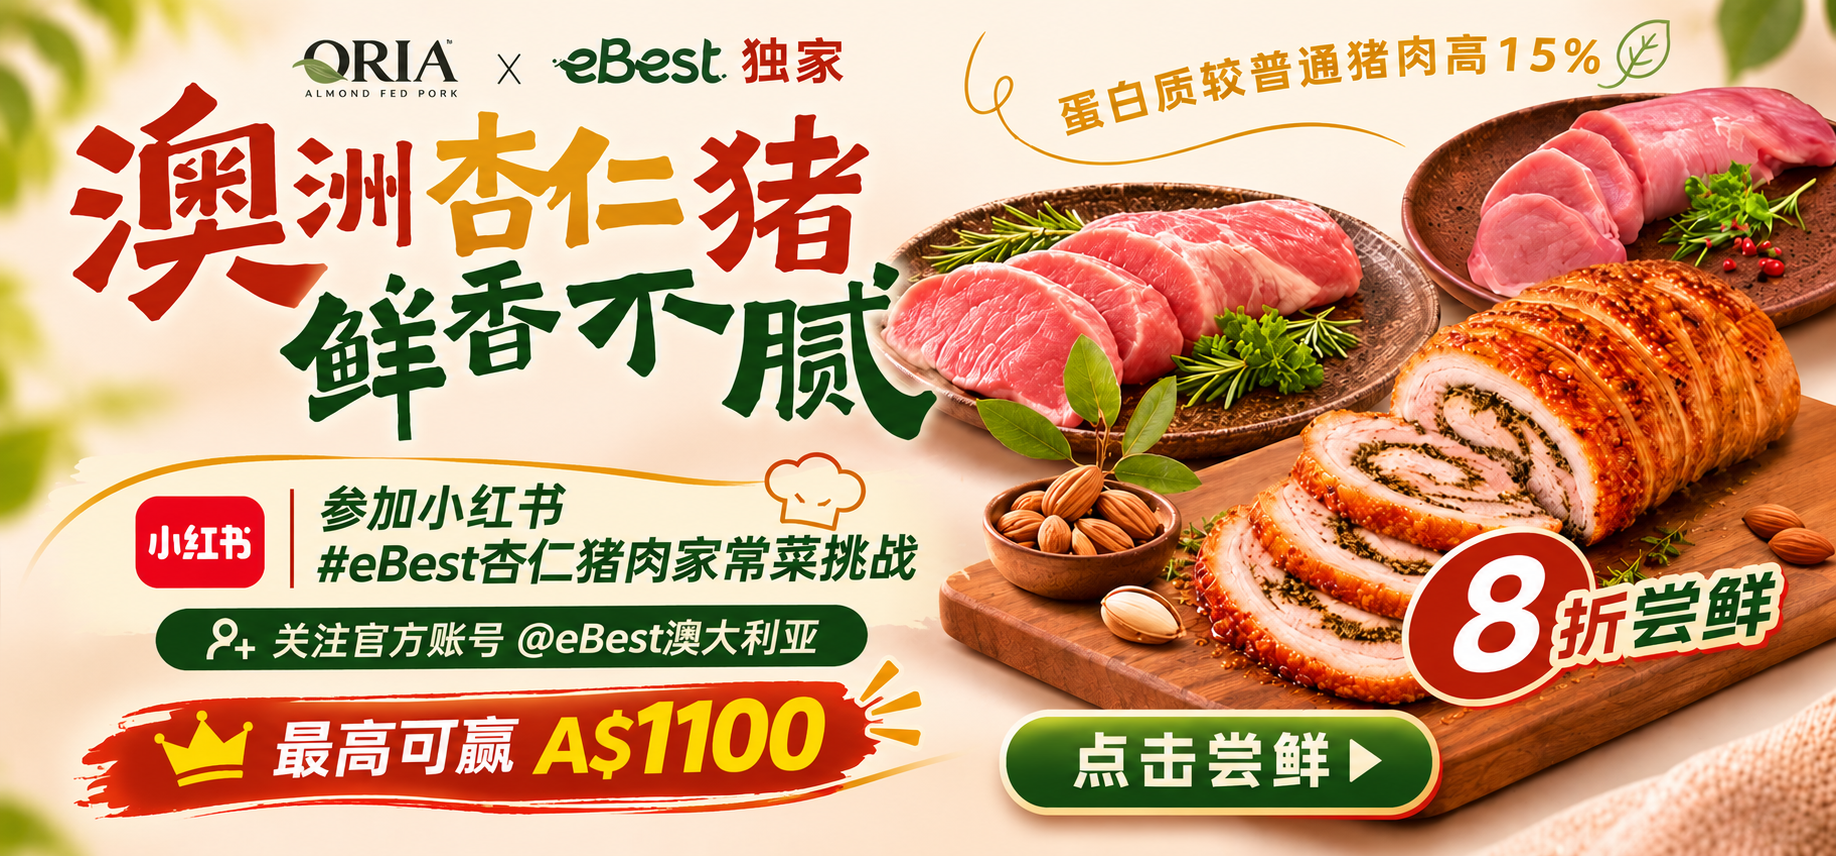 ORIA™ × eBest 独家
ALMOND FED PORK
澳洲杏仁猪
鲜香不腻
蛋白质较普通猪肉高15%
小红书
参加小红书
#eBest杏仁猪肉家常菜挑战
关注官方账号 @eBest澳大利亚
最高可赢 A$1100
8折尝鲜
点击尝鲜